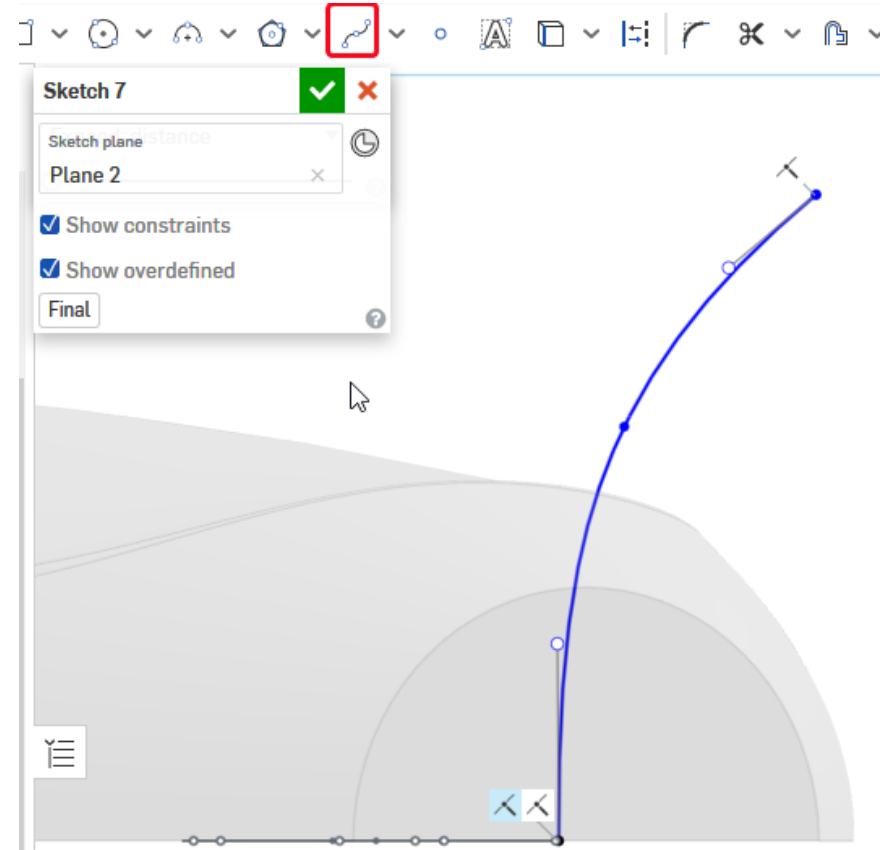 Sketch 7
Sketch plane
Plane 2
Show constraints
Show overdefined
Final